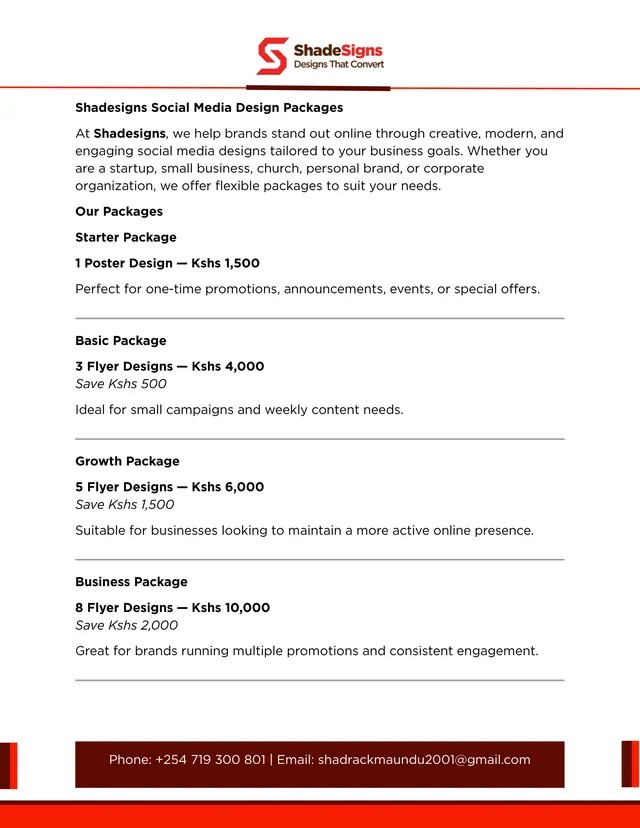 ShadeSigns
Designs That Convert
Shadesigns Social Media Design Packages
At Shadesigns, we help brands stand out online through creative, modern, and
engaging social media designs tailored to your business goals. Whether you
are a startup, small business, church, personal brand, or corporate
organization, we offer flexible packages to suit your needs.
Our Packages
Starter Package
1 Poster Design — Kshs 1,500
Perfect for one-time promotions, announcements, events, or special offers.
Basic Package
3 Flyer Designs — Kshs 4,000
Save Kshs 500
Ideal for small campaigns and weekly content needs.
Growth Package
5 Flyer Designs — Kshs 6,000
Save Kshs 1,500
Suitable for businesses looking to maintain a more active online presence.
Business Package
8 Flyer Designs — Kshs 10,000
Save Kshs 2,000
Great for brands running multiple promotions and consistent engagement.
Phone: +254 719 300 801 | Email: shadrackmaundu2001@gmail.com